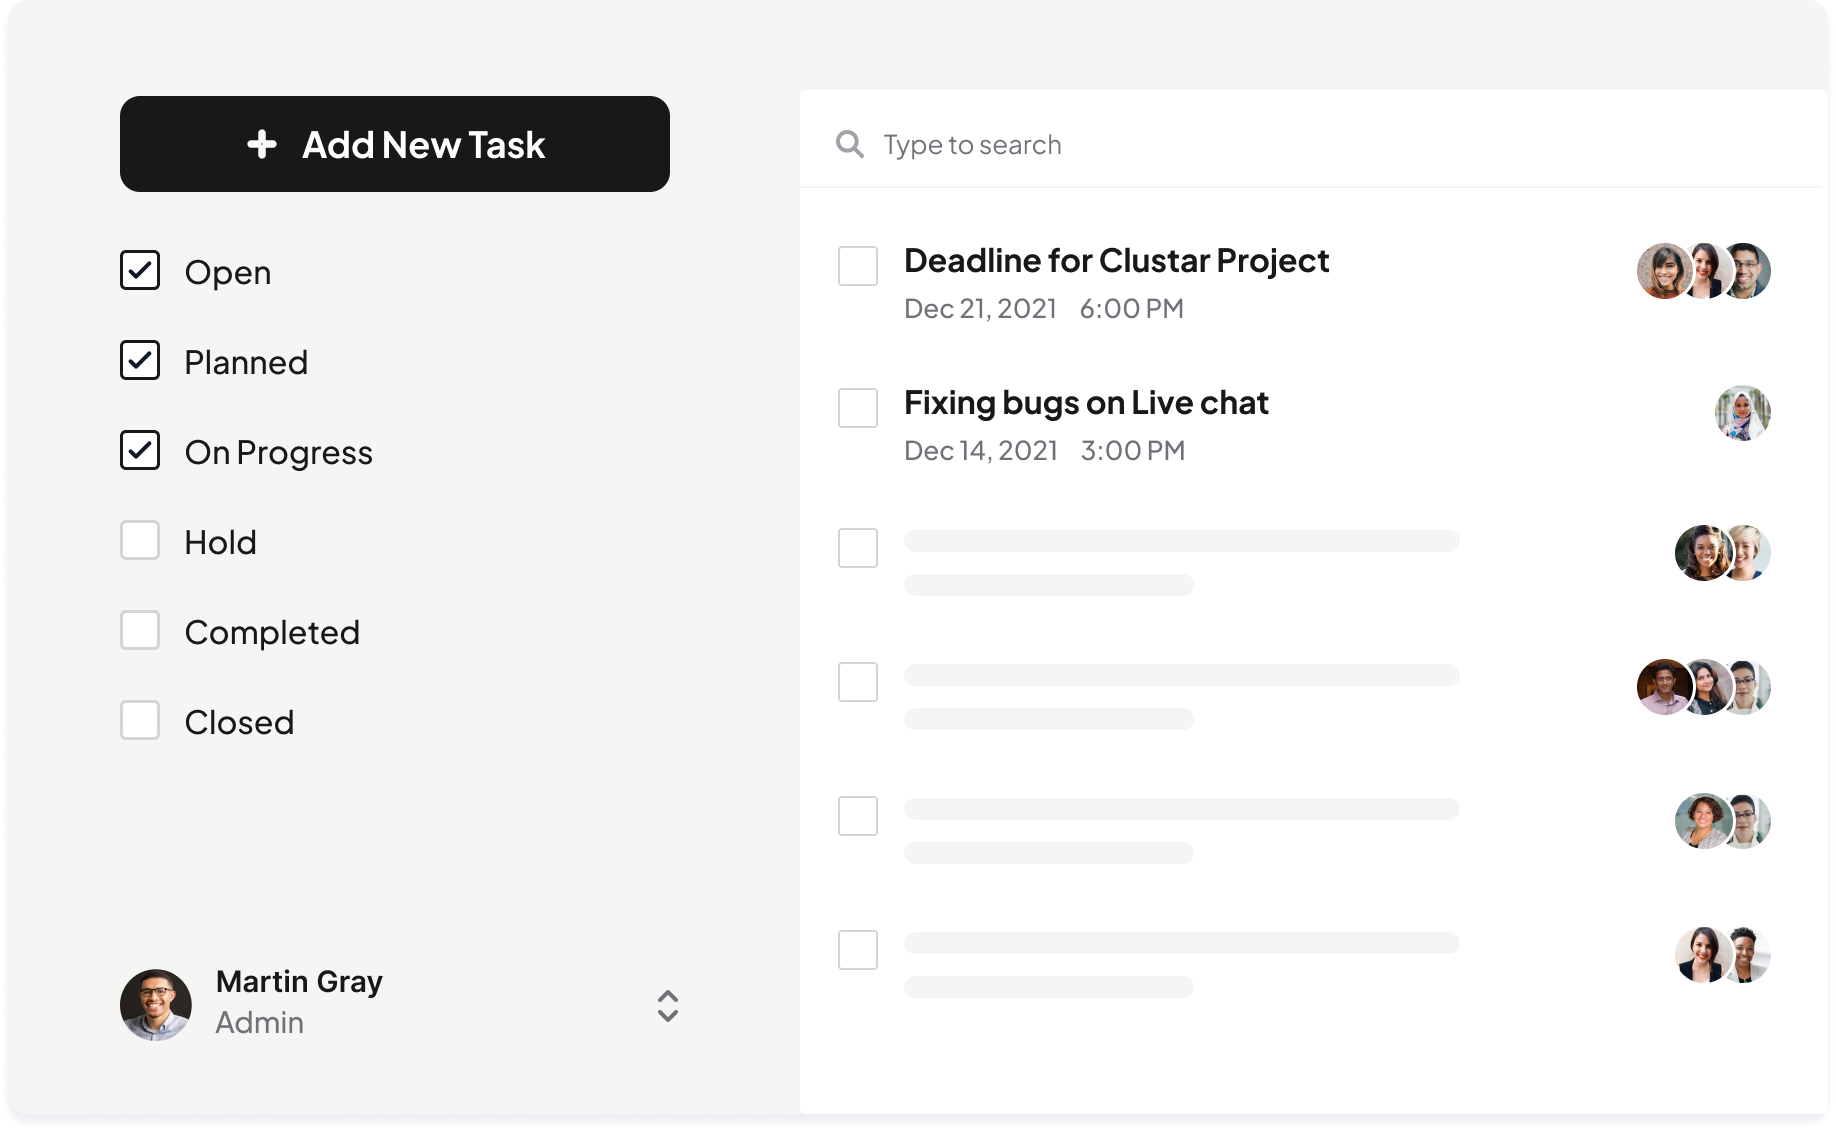 Add New Task
Open
Planned
On Progress
Hold
Completed
Closed
Martin Gray
Admin
Type to search
Deadline for Clustar Project
Dec 21, 2021 6:00 PM
Fixing bugs on Live chat
Dec 14, 2021 3:00 PM